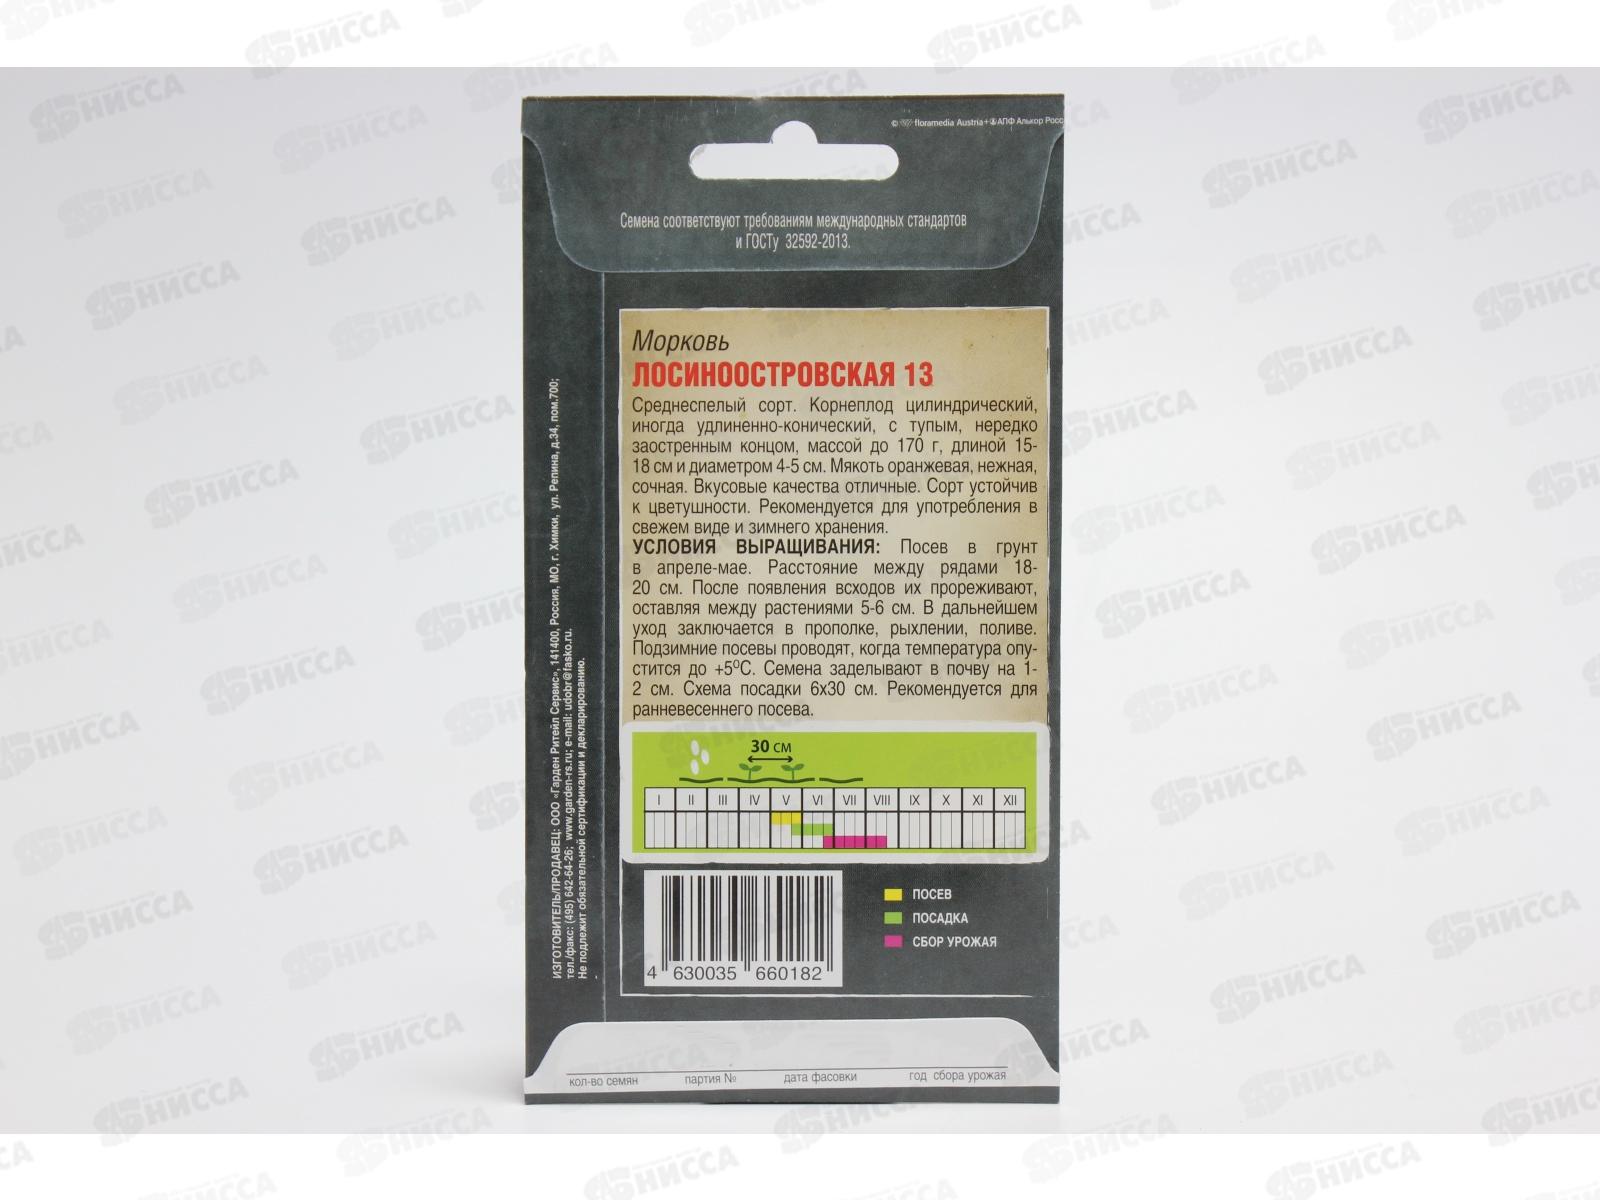 © floramedia Austria+ АПФ Алькор Росс
Семена соответствуют требованиям международных стандартов
и ГОСТу 32592-2013.
Морковь
ЛОСИНООСТРОВСКАЯ 13
Среднеспелый сорт. Корнеплод цилиндрический,
иногда удлиненно-конический, с тупым, нередко
заостренным концом, массой до 170 г, длиной 15-
18 см и диаметром 4-5 см. Мякоть оранжевая, нежная,
сочная. Вкусовые качества отличные. Сорт устойчив
к цветушности. Рекомендуется для употребления в
свежем виде и зимнего хранения.
УСЛОВИЯ ВЫРАЩИВАНИЯ: Посев в грунт
в апреле-мае. Расстояние между рядами 18-
20 см. После появления всходов их прореживают,
оставляя между растениями 5-6 см. В дальнейшем
уход заключается в прополке, рыхлении, поливе.
Подзимние посевы проводят, когда температура опу-
стится до +5⁰С. Семена заделывают в почву на 1-
2 см. Схема посадки 6х30 см. Рекомендуется для
ранневесеннего посева.
30 СМ
I II III IV V VI VII VIII IX X XI XII
ПОСЕВ
ПОСАДКА
СБОР УРОЖАЯ
4 630035 660182
ИЗГОТОВИТЕЛЬ/ПРОДАВЕЦ: ООО «Гарден Ритейл Сервис», 141400, Россия, МО, г. Химки, ул. Репина, д.34, пом.700;
тел./факс: (495) 642-64-26; www.garden-rs.ru; e-mail: udobr@fasko.ru.
Не подлежит обязательной сертификации и декларированию.
кол-во семян партия № дата фасовки год сбора урожая
НИССА